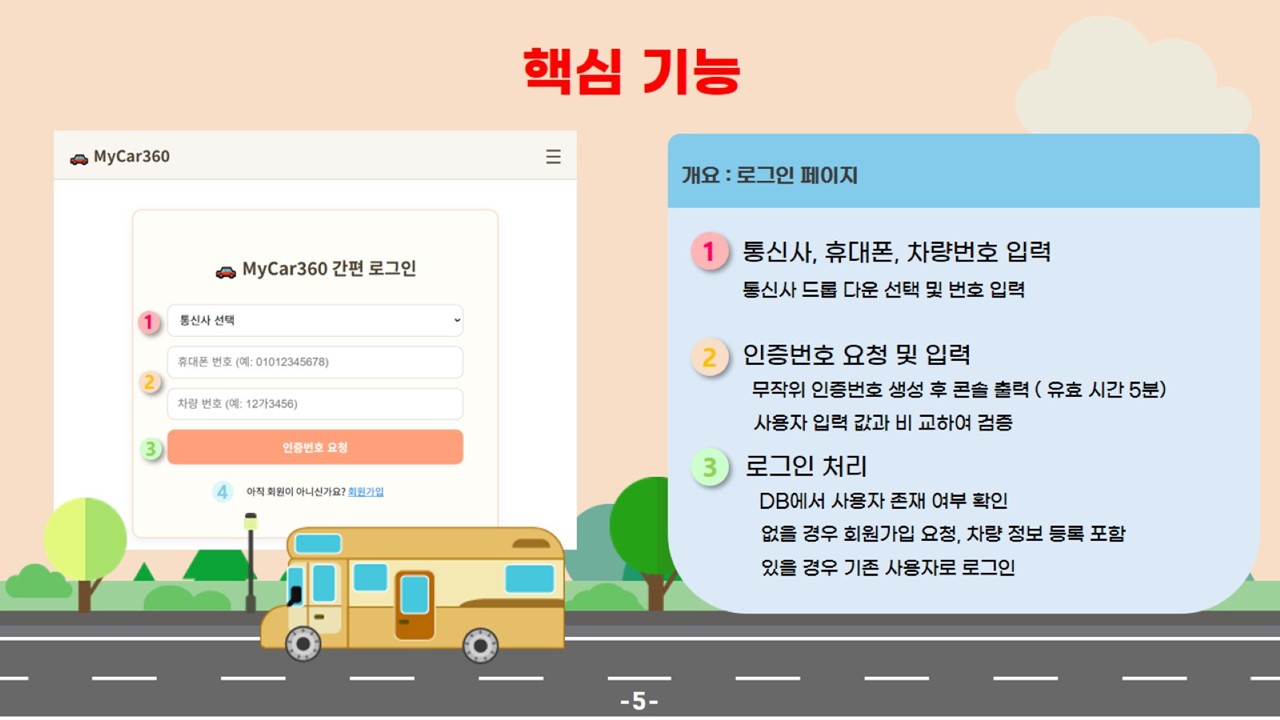 핵심 기능
MyCar360
☰
MyCar360 간편 로그인
1 통신사 선택
휴대폰 번호 (예: 01012345678)
2
차량 번호 (예: 12가3456)
3 인증번호 요청
4 아직 회원이 아니신가요? 회원가입
개요 : 로그인 페이지
1 통신사, 휴대폰, 차량번호 입력
통신사 드롭 다운 선택 및 번호 입력
2 인증번호 요청 및 입력
무작위 인증번호 생성 후 콘솔 출력 ( 유효 시간 5분)
사용자 입력 값과 비 교하여 검증
3 로그인 처리
DB에서 사용자 존재 여부 확인
없을 경우 회원가입 요청, 차량 정보 등록 포함
있을 경우 기존 사용자로 로그인
-5-